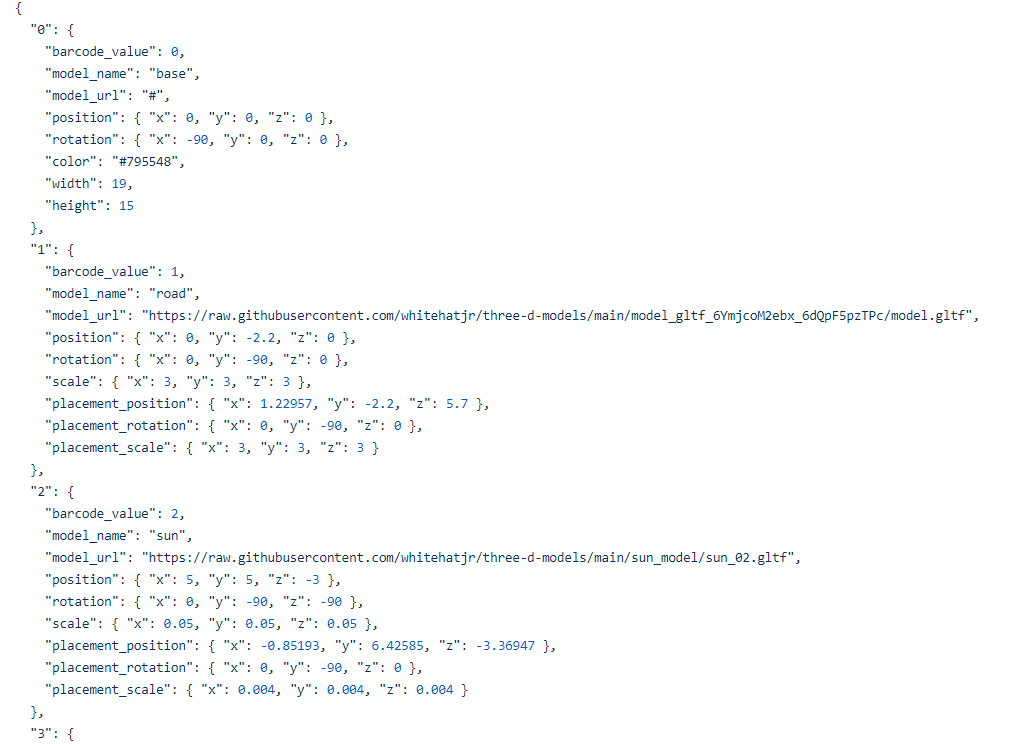 {
"0": {
"barcode_value": 0,
"model_name": "base",
"model_url": "#",
"position": { "x": 0, "y": 0, "z": 0 },
"rotation": { "x": -90, "y": 0, "z": 0 },
"color": "#795548",
"width": 19,
"height": 15
},
"1": {
"barcode_value": 1,
"model_name": "road",
"model_url": "https://raw.githubusercontent.com/whitehatjr/three-d-models/main/model_gltf_6YmjcoM2ebx_6dQpF5pzTPc/model.gltf",
"position": { "x": 0, "y": -2.2, "z": 0 },
"rotation": { "x": 0, "y": -90, "z": 0 },
"scale": { "x": 3, "y": 3, "z": 3 },
"placement_position": { "x": 1.22957, "y": -2.2, "z": 5.7 },
"placement_rotation": { "x": 0, "y": -90, "z": 0 },
"placement_scale": { "x": 3, "y": 3, "z": 3 }
},
"2": {
"barcode_value": 2,
"model_name": "sun",
"model_url": "https://raw.githubusercontent.com/whitehatjr/three-d-models/main/sun_model/sun_02.gltf",
"position": { "x": 5, "y": 5, "z": -3 },
"rotation": { "x": 0, "y": -90, "z": -90 },
"scale": { "x": 0.05, "y": 0.05, "z": 0.05 },
"placement_position": { "x": -0.85193, "y": 6.42585, "z": -3.36947 },
"placement_rotation": { "x": 0, "y": -90, "z": 0 },
"placement_scale": { "x": 0.004, "y": 0.004, "z": 0.004 }
},
"3": {